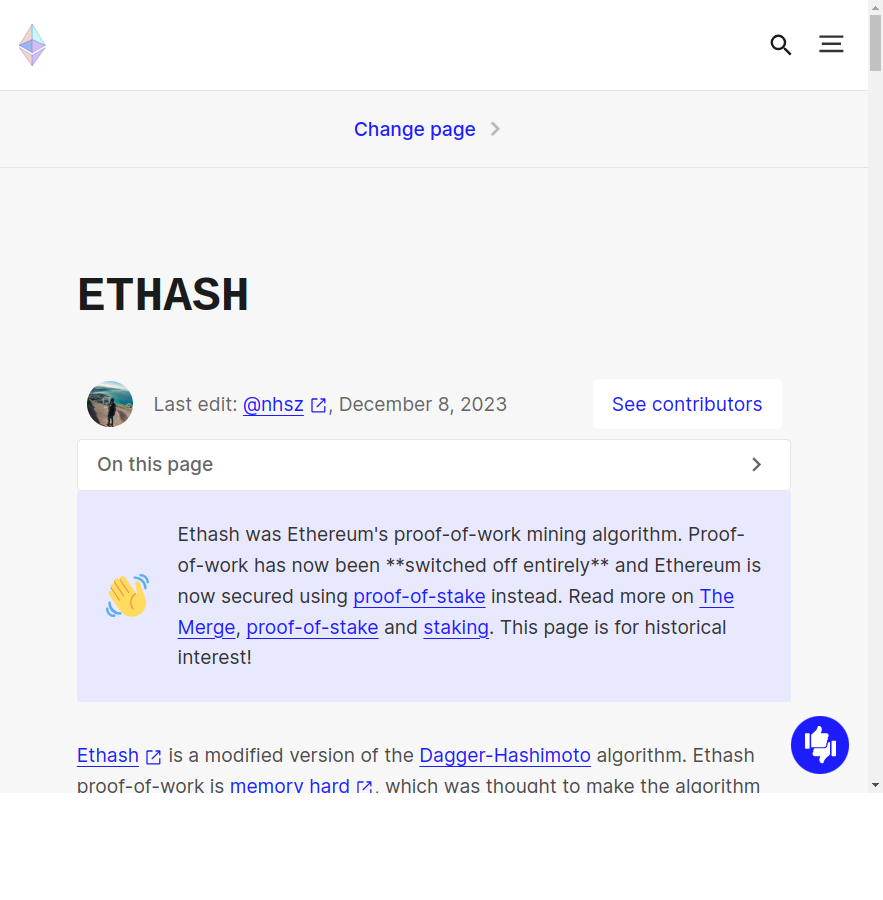 Change page
ETHASH
Last edit: @nhsz, December 8, 2023
See contributors
On this page
Ethash was Ethereum's proof-of-work mining algorithm. Proof-
of-work has now been **switched off entirely** and Ethereum is
now secured using proof-of-stake instead. Read more on The
Merge, proof-of-stake and staking. This page is for historical
interest!
Ethash is a modified version of the Dagger-Hashimoto algorithm. Ethash
proof-of-work is memory hard, which was thought to make the algorithm